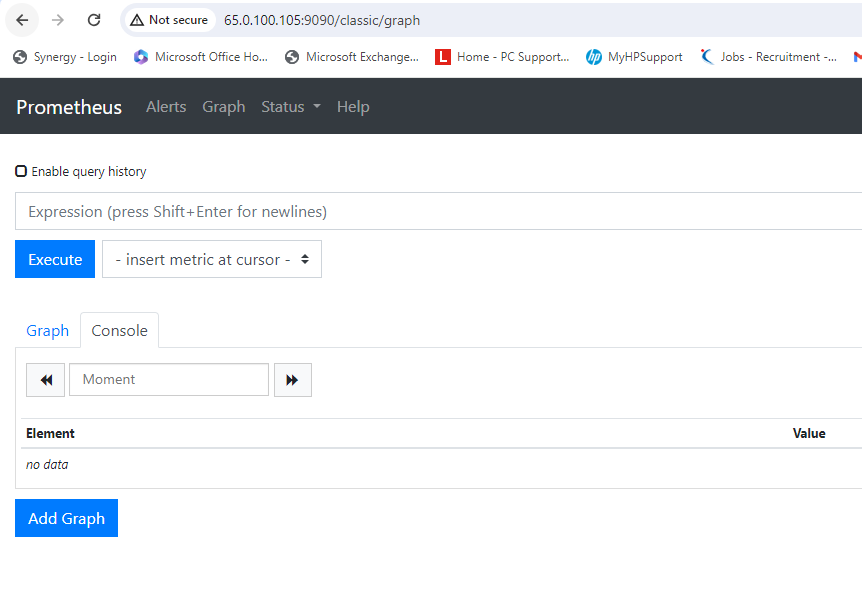 Not secure 65.0.100.105:9090/classic/graph
Synergy - Login Microsoft Office Ho... Microsoft Exchange... L Home - PC Support... hp MyHPSupport Jobs - Recruitment -...
Prometheus Alerts Graph Status Help
Enable query history
Expression (press Shift+Enter for newlines)
Execute - insert metric at cursor -
Graph Console
Moment
Element Value
no data
Add Graph